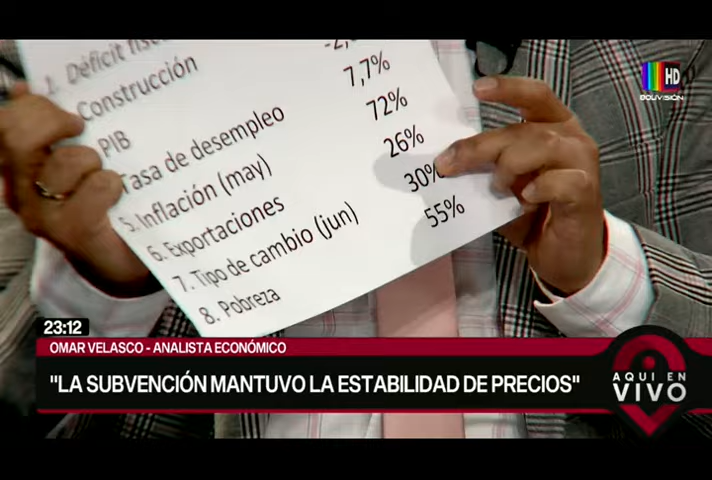 1. Déficit
Construcción
PIB
Tasa de desempleo 7,7%
5. Inflación (may) 72%
6. Exportaciones 26%
7. Tipo de cambio (jun) 30%
8. Pobreza 55%
HD
BOLIVISIÓN
23:12
OMAR VELASCO - ANALISTA ECONÓMICO
"LA SUBVENCIÓN MANTUVO LA ESTABILIDAD DE PRECIOS"
AQUI EN
VIVO